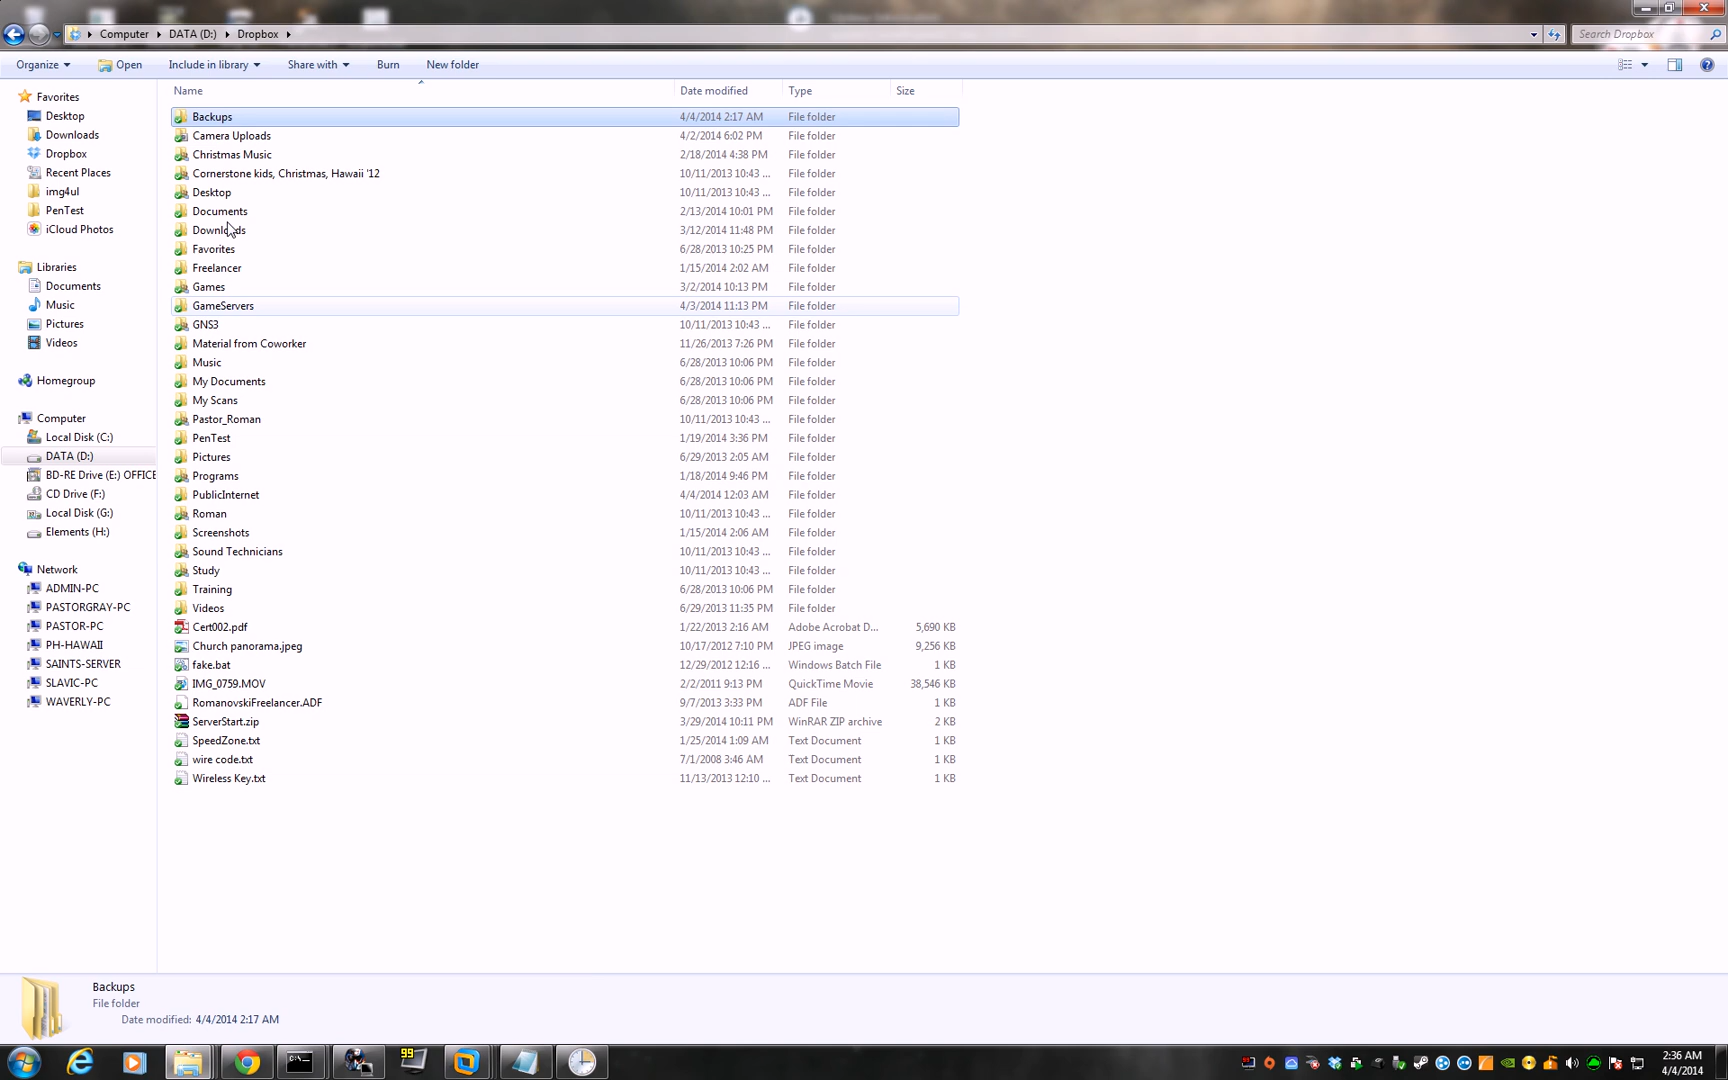 Computer DATA (D:) Dropbox Search Dropbox
Organize Open Include in library Share with Burn New folder
Favorites
Desktop
Downloads
Dropbox
Recent Places
img4ul
PenTest
iCloud Photos
Libraries
Documents
Music
Pictures
Videos
Homegroup
Computer
Local Disk (C:)
DATA (D:)
BD-RE Drive (E:) OFFICE
CD Drive (F:)
Local Disk (G:)
Elements (H:)
Network
ADMIN-PC
PASTORGRAY-PC
PASTOR-PC
PH-HAWAII
SAINTS-SERVER
SLAVIC-PC
WAVERLY-PC
Name Date modified Type Size
Backups 4/4/2014 2:17 AM File folder
Camera Uploads 4/2/2014 6:02 PM File folder
Christmas Music 2/18/2014 4:38 PM File folder
Cornerstone kids, Christmas, Hawaii '12 10/11/2013 10:43 ... File folder
Desktop 10/11/2013 10:43 ... File folder
Documents 2/13/2014 10:01 PM File folder
Downloads 3/12/2014 11:48 PM File folder
Favorites 6/28/2013 10:25 PM File folder
Freelancer 1/15/2014 2:02 AM File folder
Games 3/2/2014 10:13 PM File folder
GameServers 4/3/2014 11:13 PM File folder
GNS3 10/11/2013 10:43 ... File folder
Material from Coworker 11/26/2013 7:26 PM File folder
Music 6/28/2013 10:06 PM File folder
My Documents 6/28/2013 10:06 PM File folder
My Scans 6/28/2013 10:06 PM File folder
Pastor_Roman 10/11/2013 10:43 ... File folder
PenTest 1/19/2014 3:36 PM File folder
Pictures 6/29/2013 2:05 AM File folder
Programs 1/18/2014 9:46 PM File folder
PublicInternet 4/4/2014 12:03 AM File folder
Roman 10/11/2013 10:43 ... File folder
Screenshots 1/15/2014 2:06 AM File folder
Sound Technicians 10/11/2013 10:43 ... File folder
Study 10/11/2013 10:43 ... File folder
Training 6/28/2013 10:06 PM File folder
Videos 6/29/2013 11:35 PM File folder
Cert002.pdf 1/22/2013 2:16 AM Adobe Acrobat D... 5,690 KB
Church panorama.jpeg 10/17/2012 7:10 PM JPEG image 9,256 KB
fake.bat 12/29/2012 12:16 ... Windows Batch File 1 KB
IMG_0759.MOV 2/2/2011 9:13 PM QuickTime Movie 38,546 KB
RomanovskiFreelancer.ADF 9/7/2013 3:33 PM ADF File 1 KB
ServerStart.zip 3/29/2014 10:11 PM WinRAR ZIP archive 2 KB
SpeedZone.txt 1/25/2014 1:09 AM Text Document 1 KB
wire code.txt 7/1/2008 3:46 AM Text Document 1 KB
Wireless Key.txt 11/13/2013 12:10 ... Text Document 1 KB
Backups
File folder
Date modified: 4/4/2014 2:17 AM
99
2:36 AM
4/4/2014